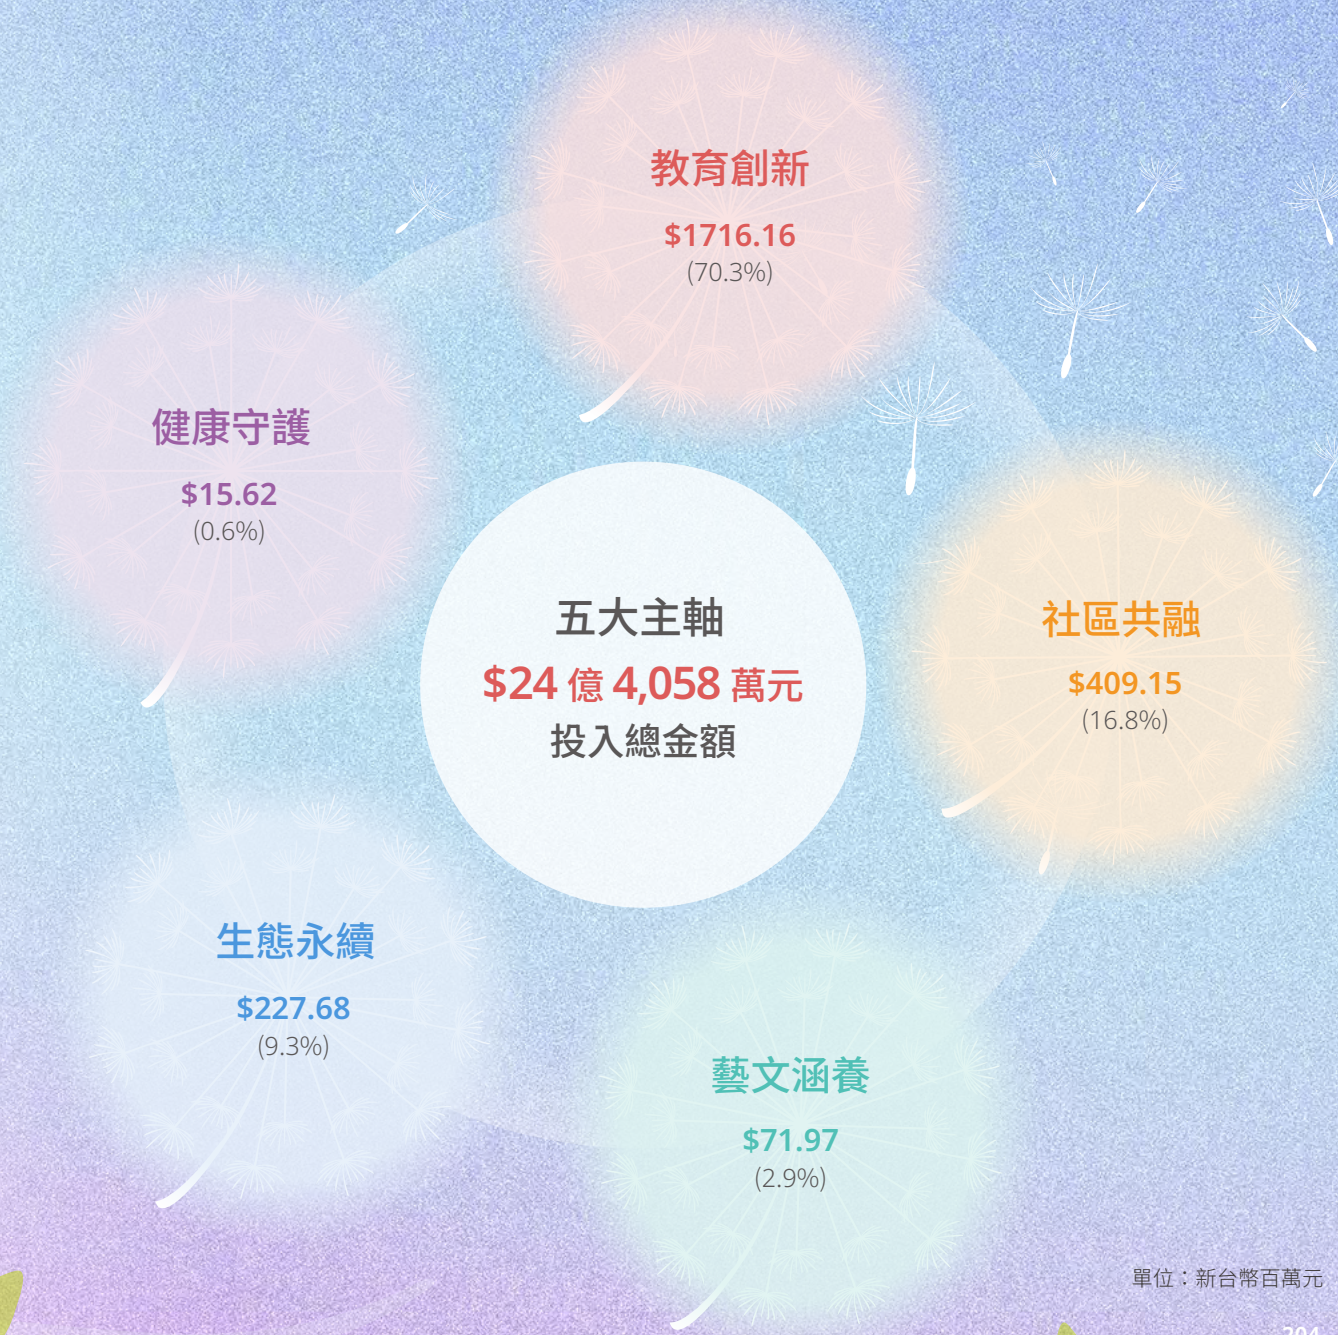 教育創新
$1716.16
(70.3%)
健康守護
$15.62
(0.6%)
五大主軸
$24 億 4,058 萬元
投入總金額
社區共融
$409.15
(16.8%)
生態永續
$227.68
(9.3%)
藝文涵養
$71.97
(2.9%)
單位：新台幣百萬元